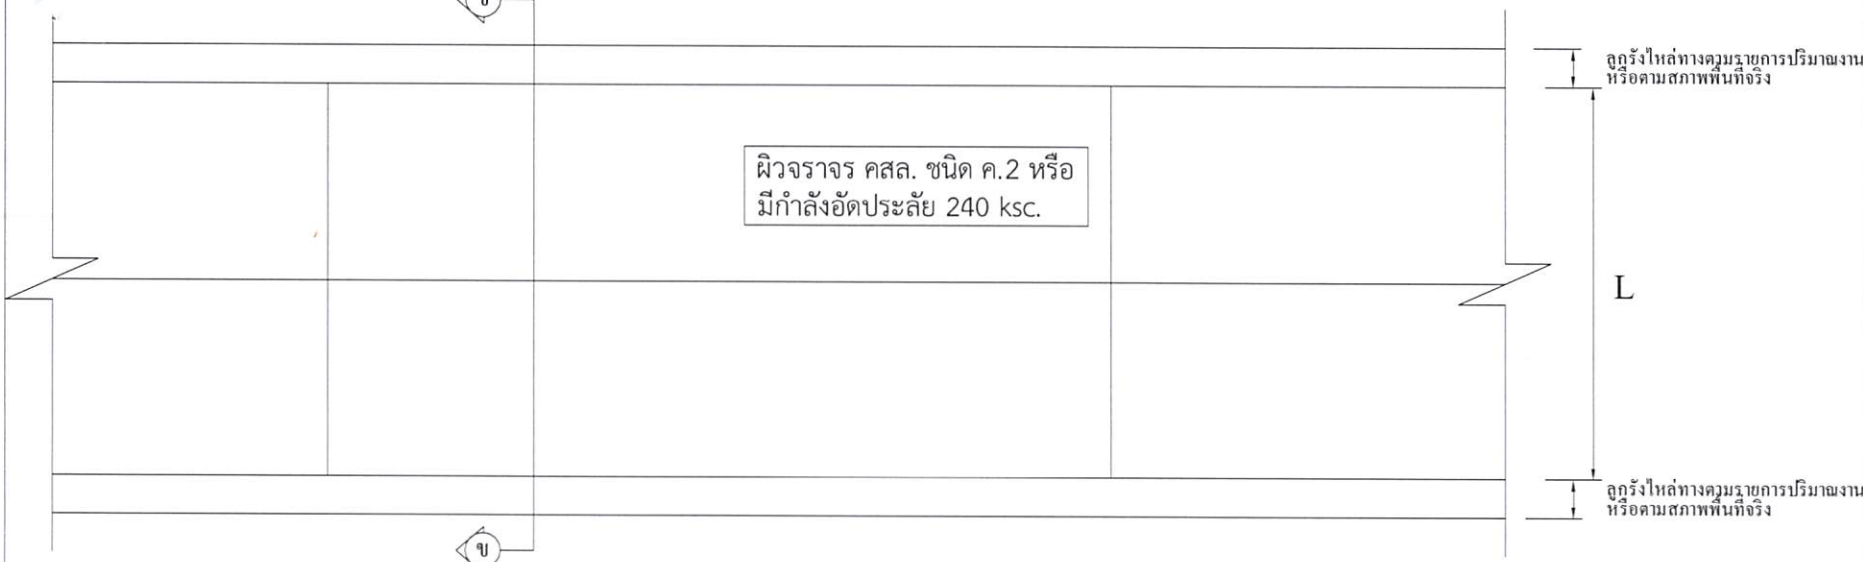 ข
ลูกรังไหล่ทางตามรายการปริมาณงาน
หรือตามสภาพพื้นที่จริง
ผิวจราจร คสล. ชนิด ค.2 หรือ
มีกำลังอัดประลัย 240 ksc.
L
ลูกรังไหล่ทางตามรายการปริมาณงาน
หรือตามสภาพพื้นที่จริง
ข